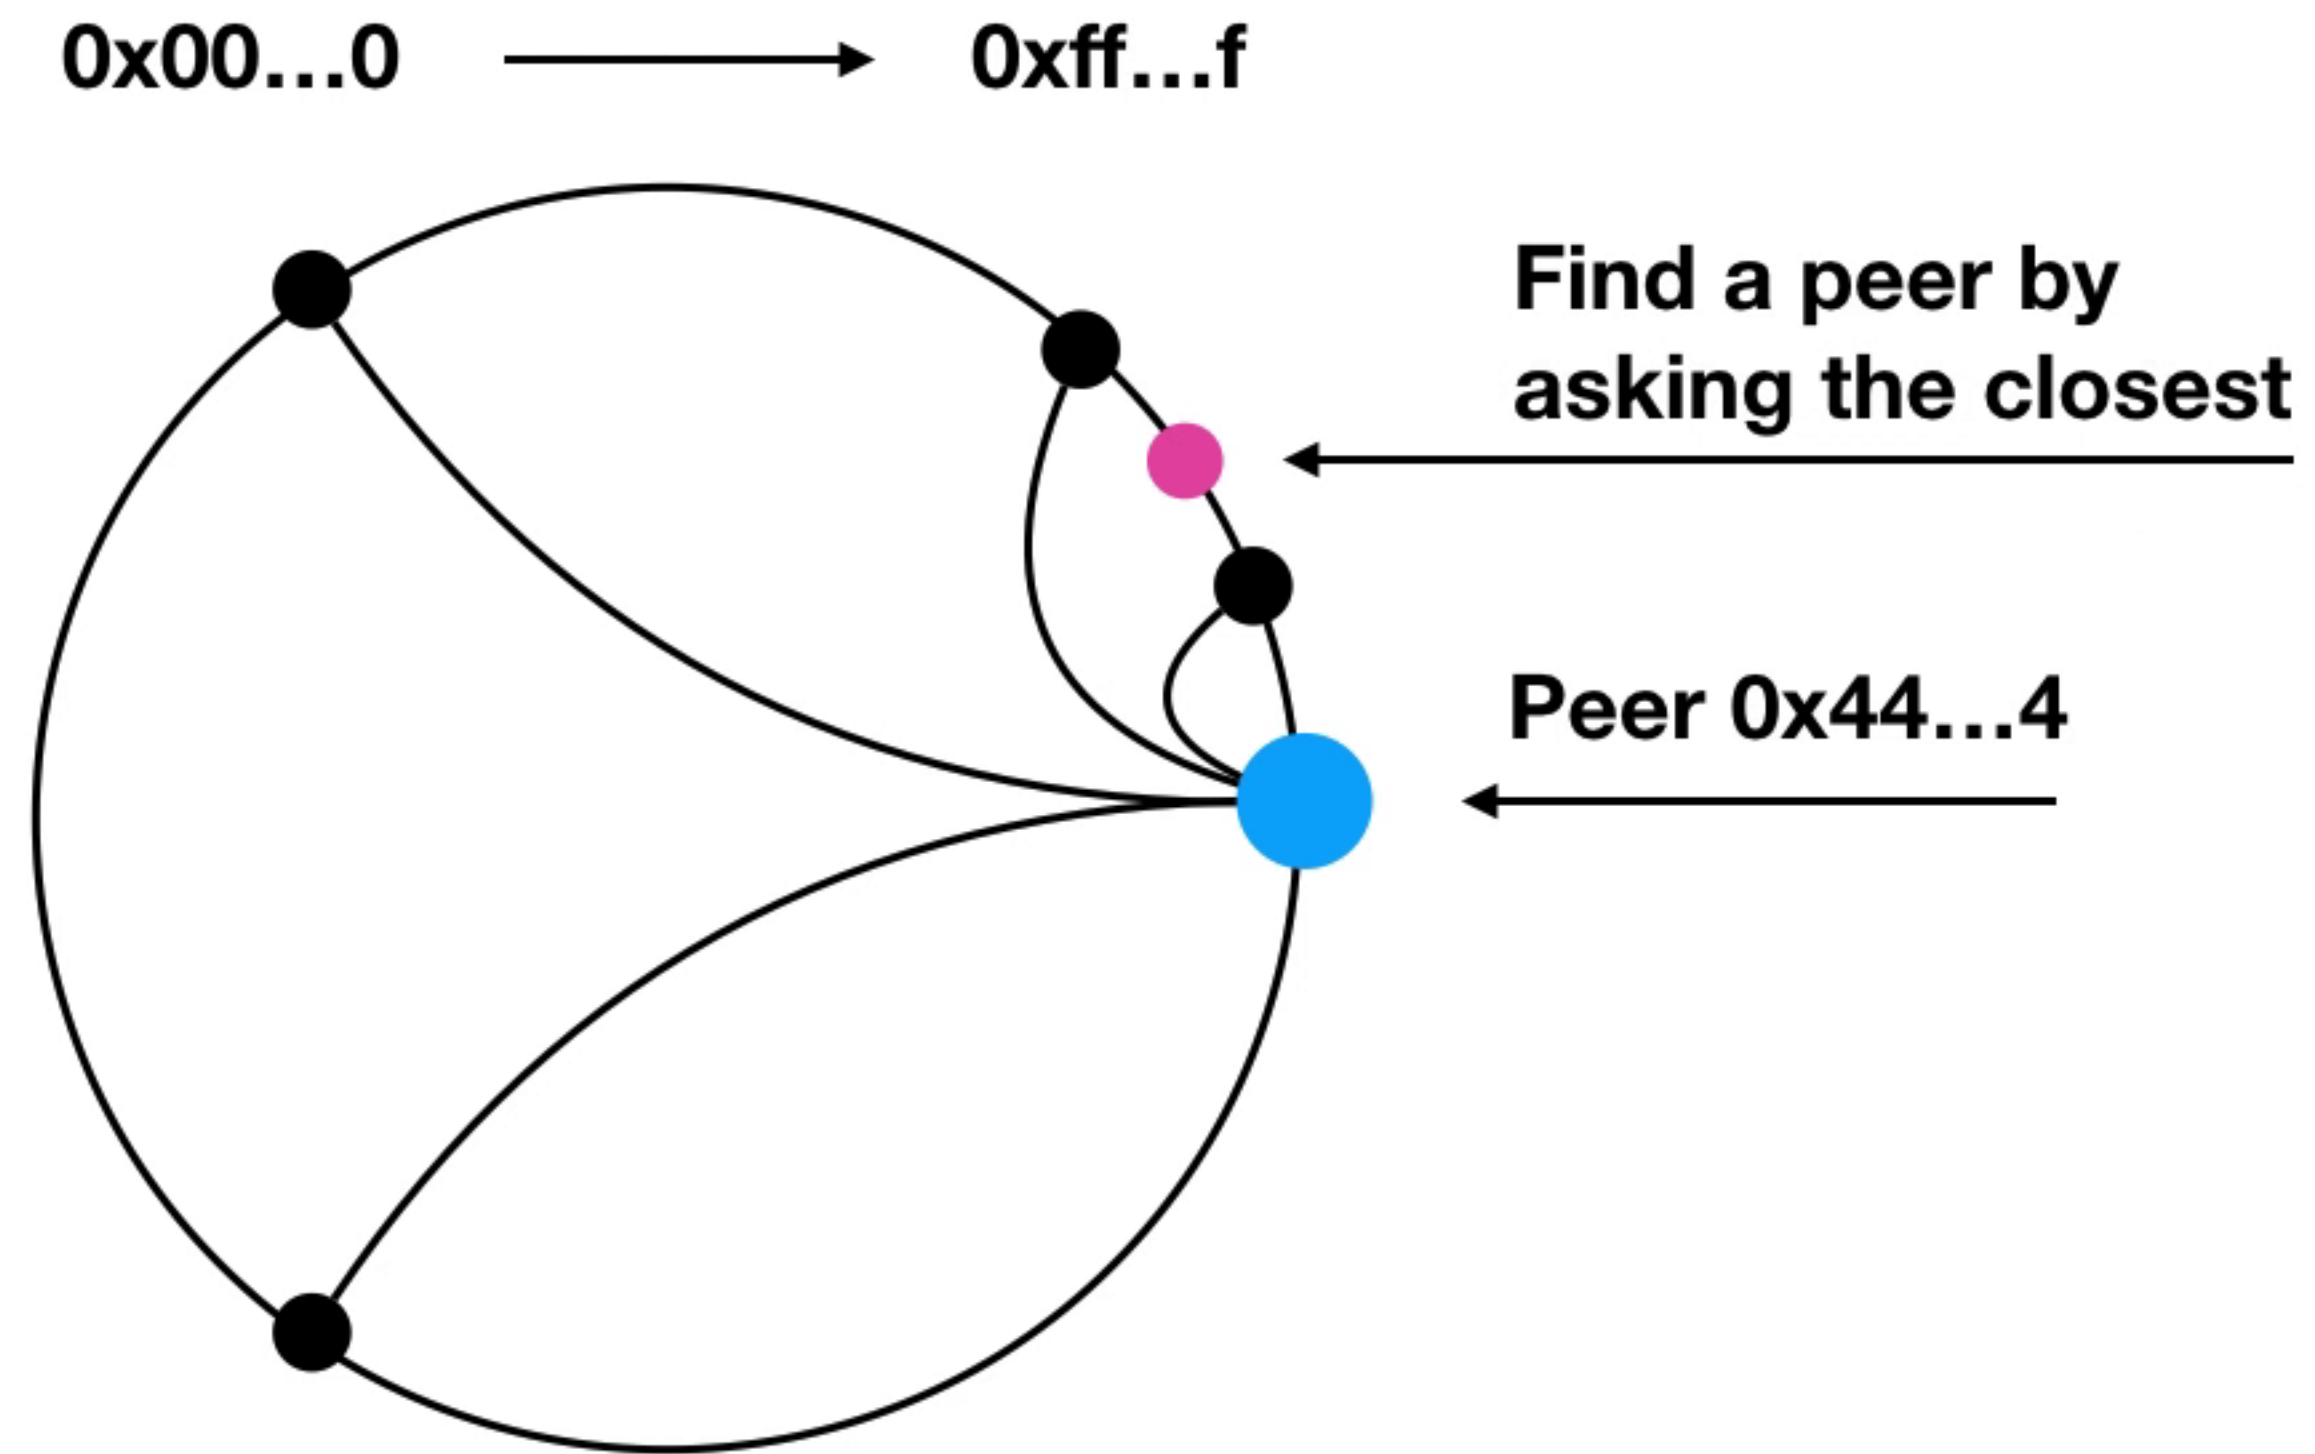 0x00...0 0xff...f
Find a peer by
asking the closest
Peer 0x44...4